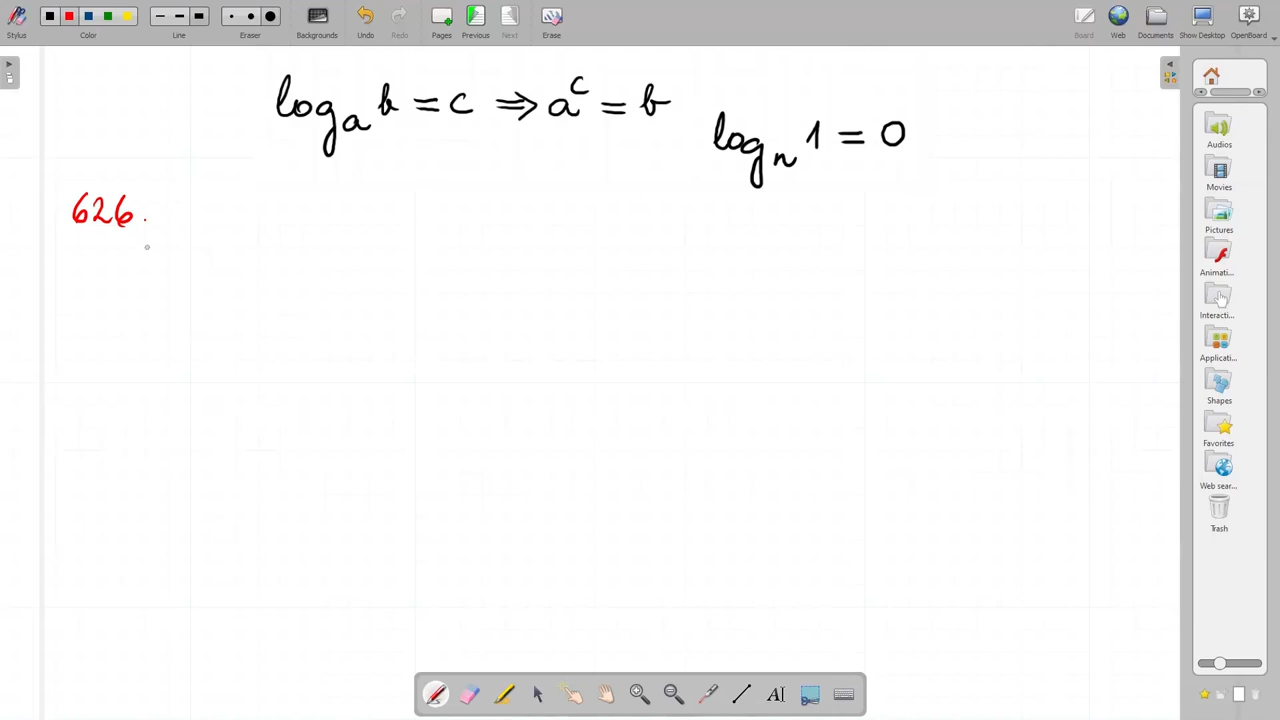 Stylus Color Line Eraser Backgrounds Undo Redo Pages Previous Next Erase Board Web Documents Show Desktop OpenBoard
log_a b = c ⇒ a^c = b
log_n 1 = 0
626.
Audios
Movies
Pictures
Animati...
Interacti...
Applicati...
Shapes
Favorites
Web sear...
Trash